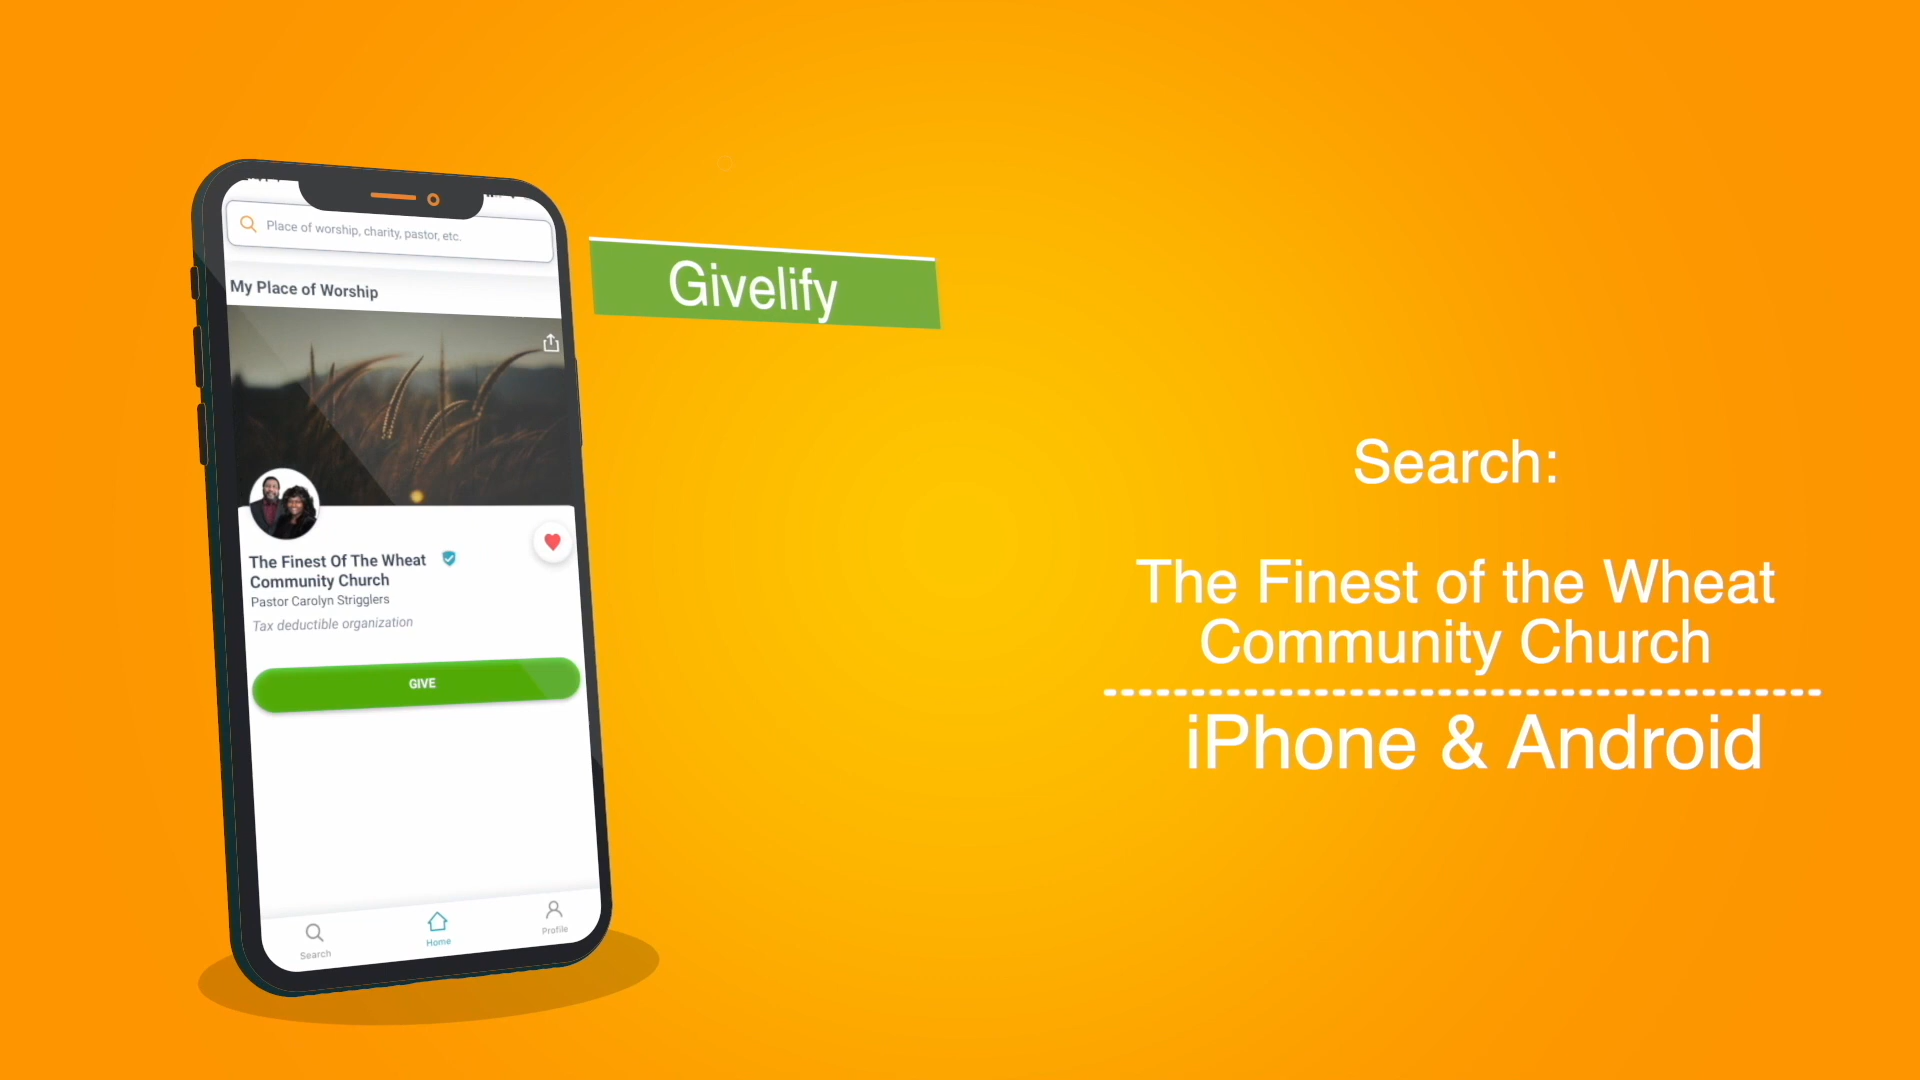 Place of worship, charity, pastor, etc.
My Place of Worship
The Finest Of The Wheat
Community Church
Pastor Carolyn Strigglers
Tax deductible organization
GIVE
Search
Home
Profile
Givelify
Search:
The Finest of the Wheat
Community Church
iPhone & Android